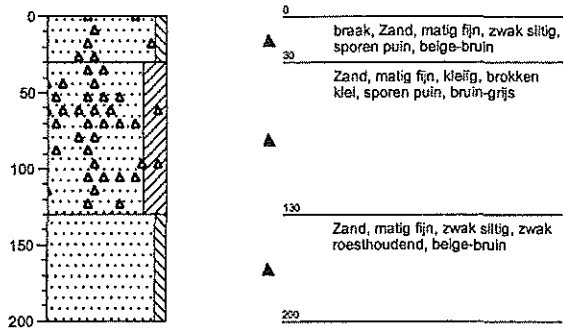 0
50
100
150
200
0
braak, Zand, matig fijn, zwak siltig,
sporen puin, beige-bruin
30
Zand, matig fijn, kleiïg, brokken
klei, sporen puin, bruin-grijs
130
Zand, matig fijn, zwak siltig, zwak
roesthoudend, beige-bruin
200